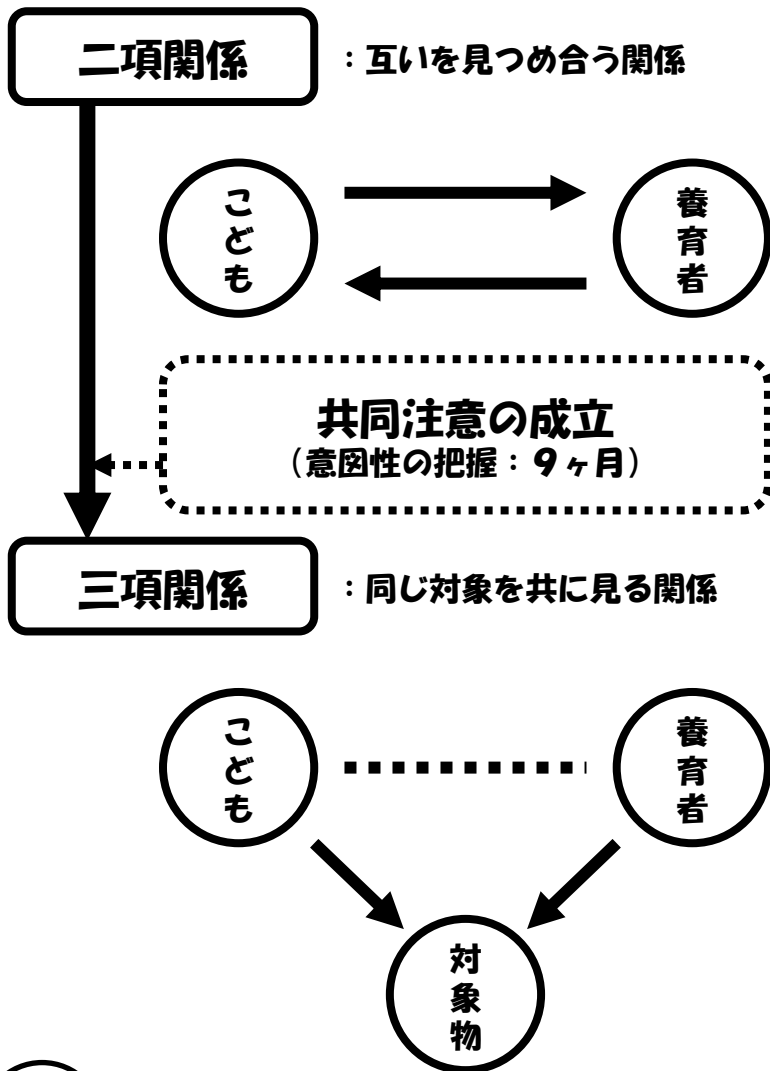 二項関係 : 互いを見つめ合う関係
こども
養育者
共同注意の成立
(意図性の把握:9ヶ月)
三項関係 : 同じ対象を共に見る関係
こども
養育者
対象物